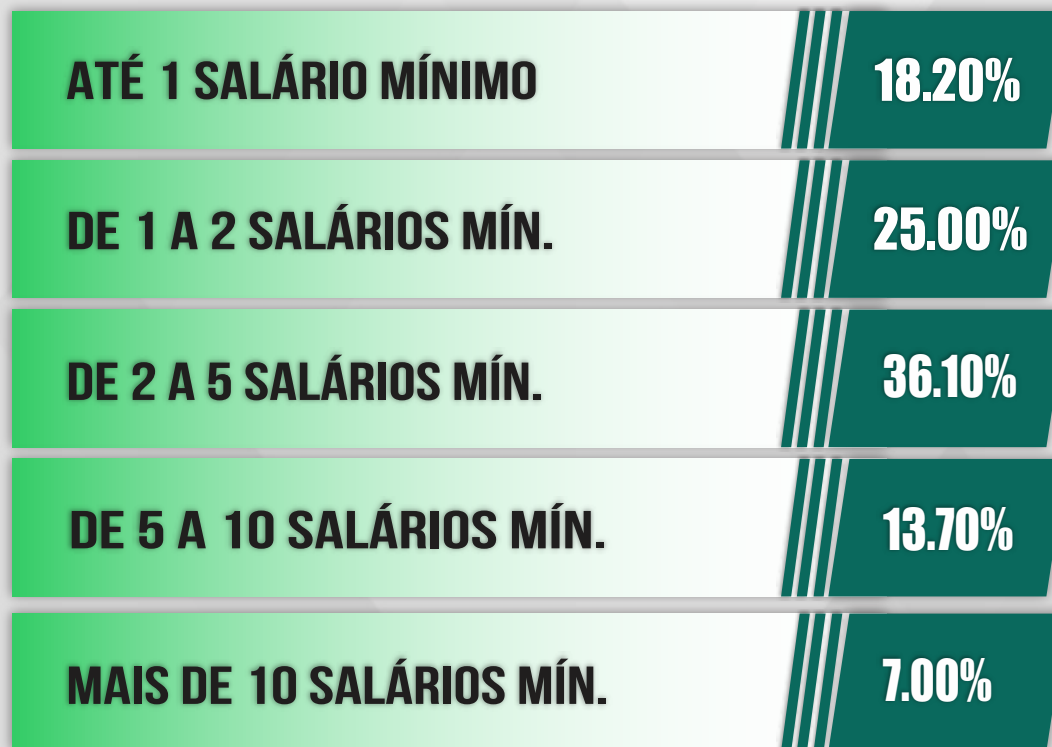 ATÉ 1 SALÁRIO MÍNIMO 18.20%
DE 1 A 2 SALÁRIOS MÍN. 25.00%
DE 2 A 5 SALÁRIOS MÍN. 36.10%
DE 5 A 10 SALÁRIOS MÍN. 13.70%
MAIS DE 10 SALÁRIOS MÍN. 7.00%